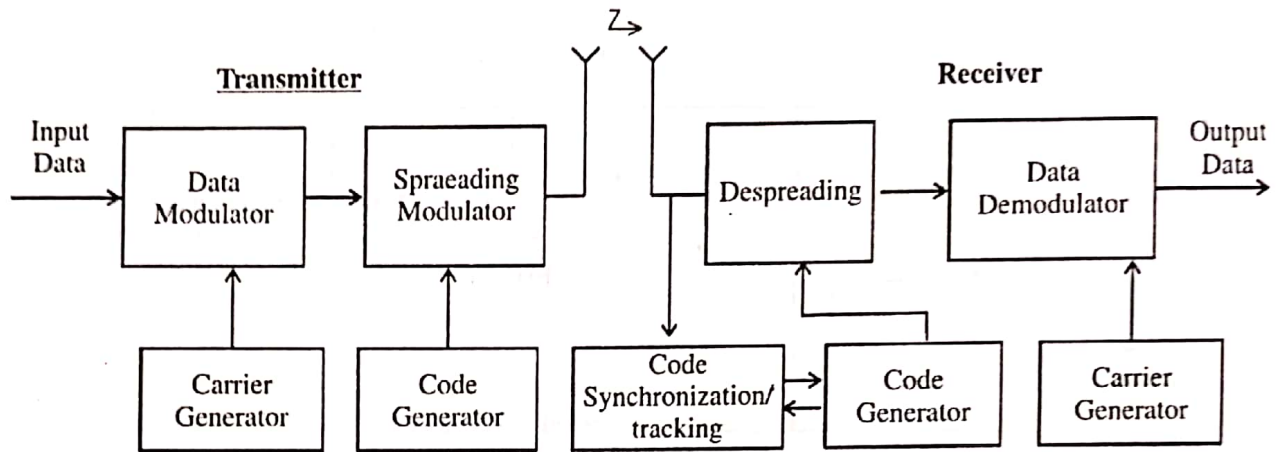 Z
Transmitter
Receiver
Input
Data
Data
Modulator
Spraeading
Modulator
Despreading
Data
Demodulator
Output
Data
Carrier
Generator
Code
Generator
Code
Synchronization/
tracking
Code
Generator
Carrier
Generator